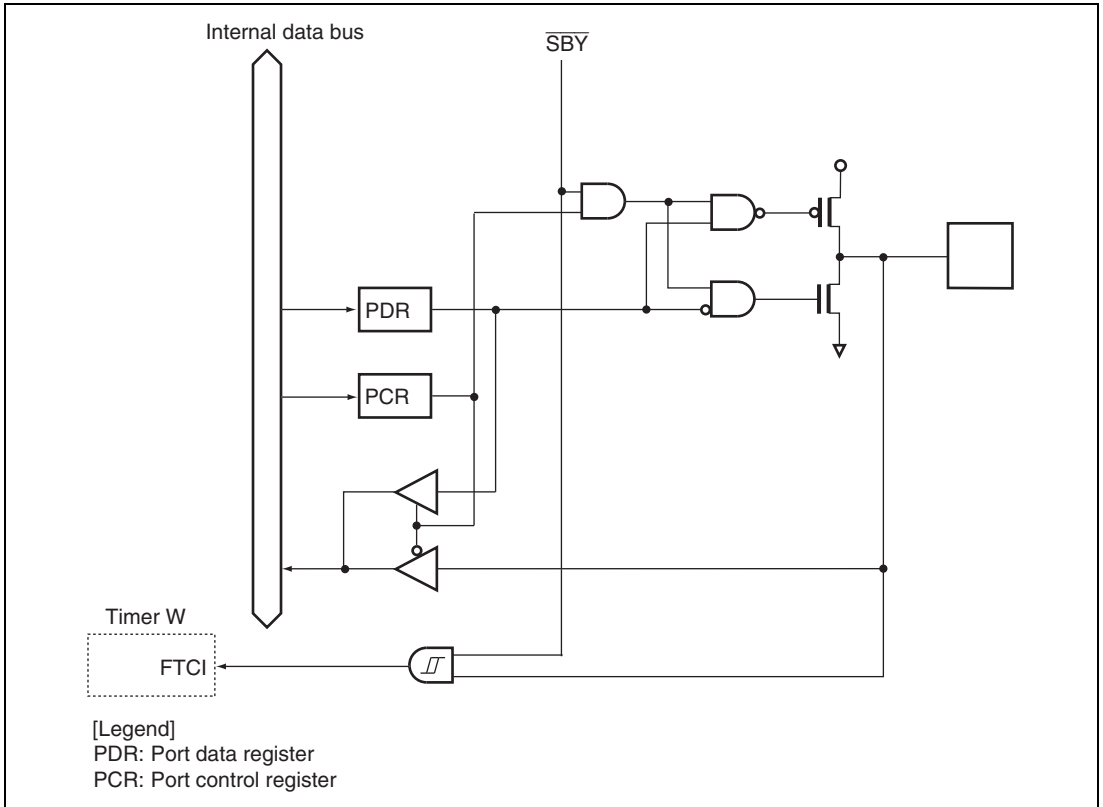 Internal data bus
SBY
PDR
PCR
Timer W
FTCI
[Legend]
PDR: Port data register
PCR: Port control register